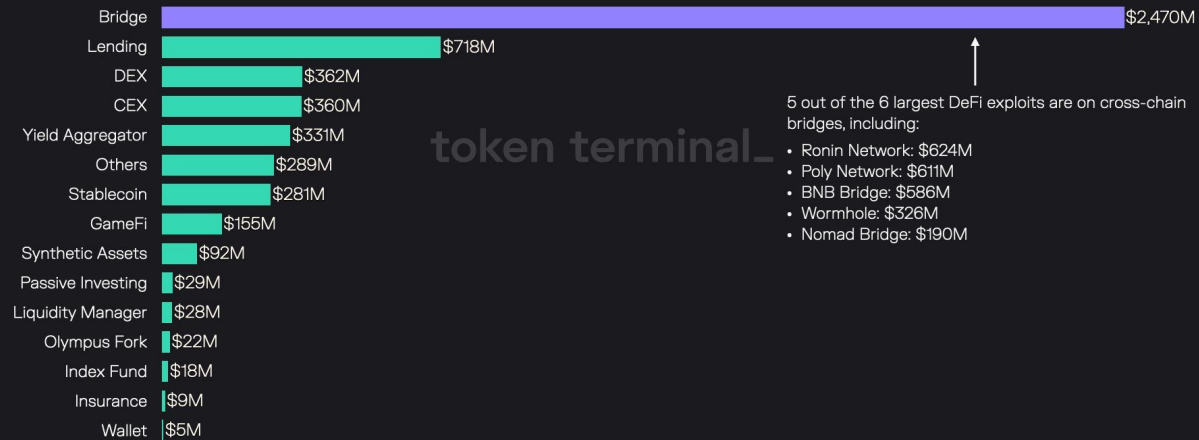 Bridge $2,470M
Lending $718M
DEX $362M
CEX $360M
Yield Aggregator $331M
Others $289M
Stablecoin $281M
GameFi $155M
Synthetic Assets $92M
Passive Investing $29M
Liquidity Manager $28M
Olympus Fork $22M
Index Fund $18M
Insurance $9M
Wallet $5M
token terminal_
5 out of the 6 largest DeFi exploits are on cross-chain
bridges, including:
• Ronin Network: $624M
• Poly Network: $611M
• BNB Bridge: $586M
• Wormhole: $326M
• Nomad Bridge: $190M